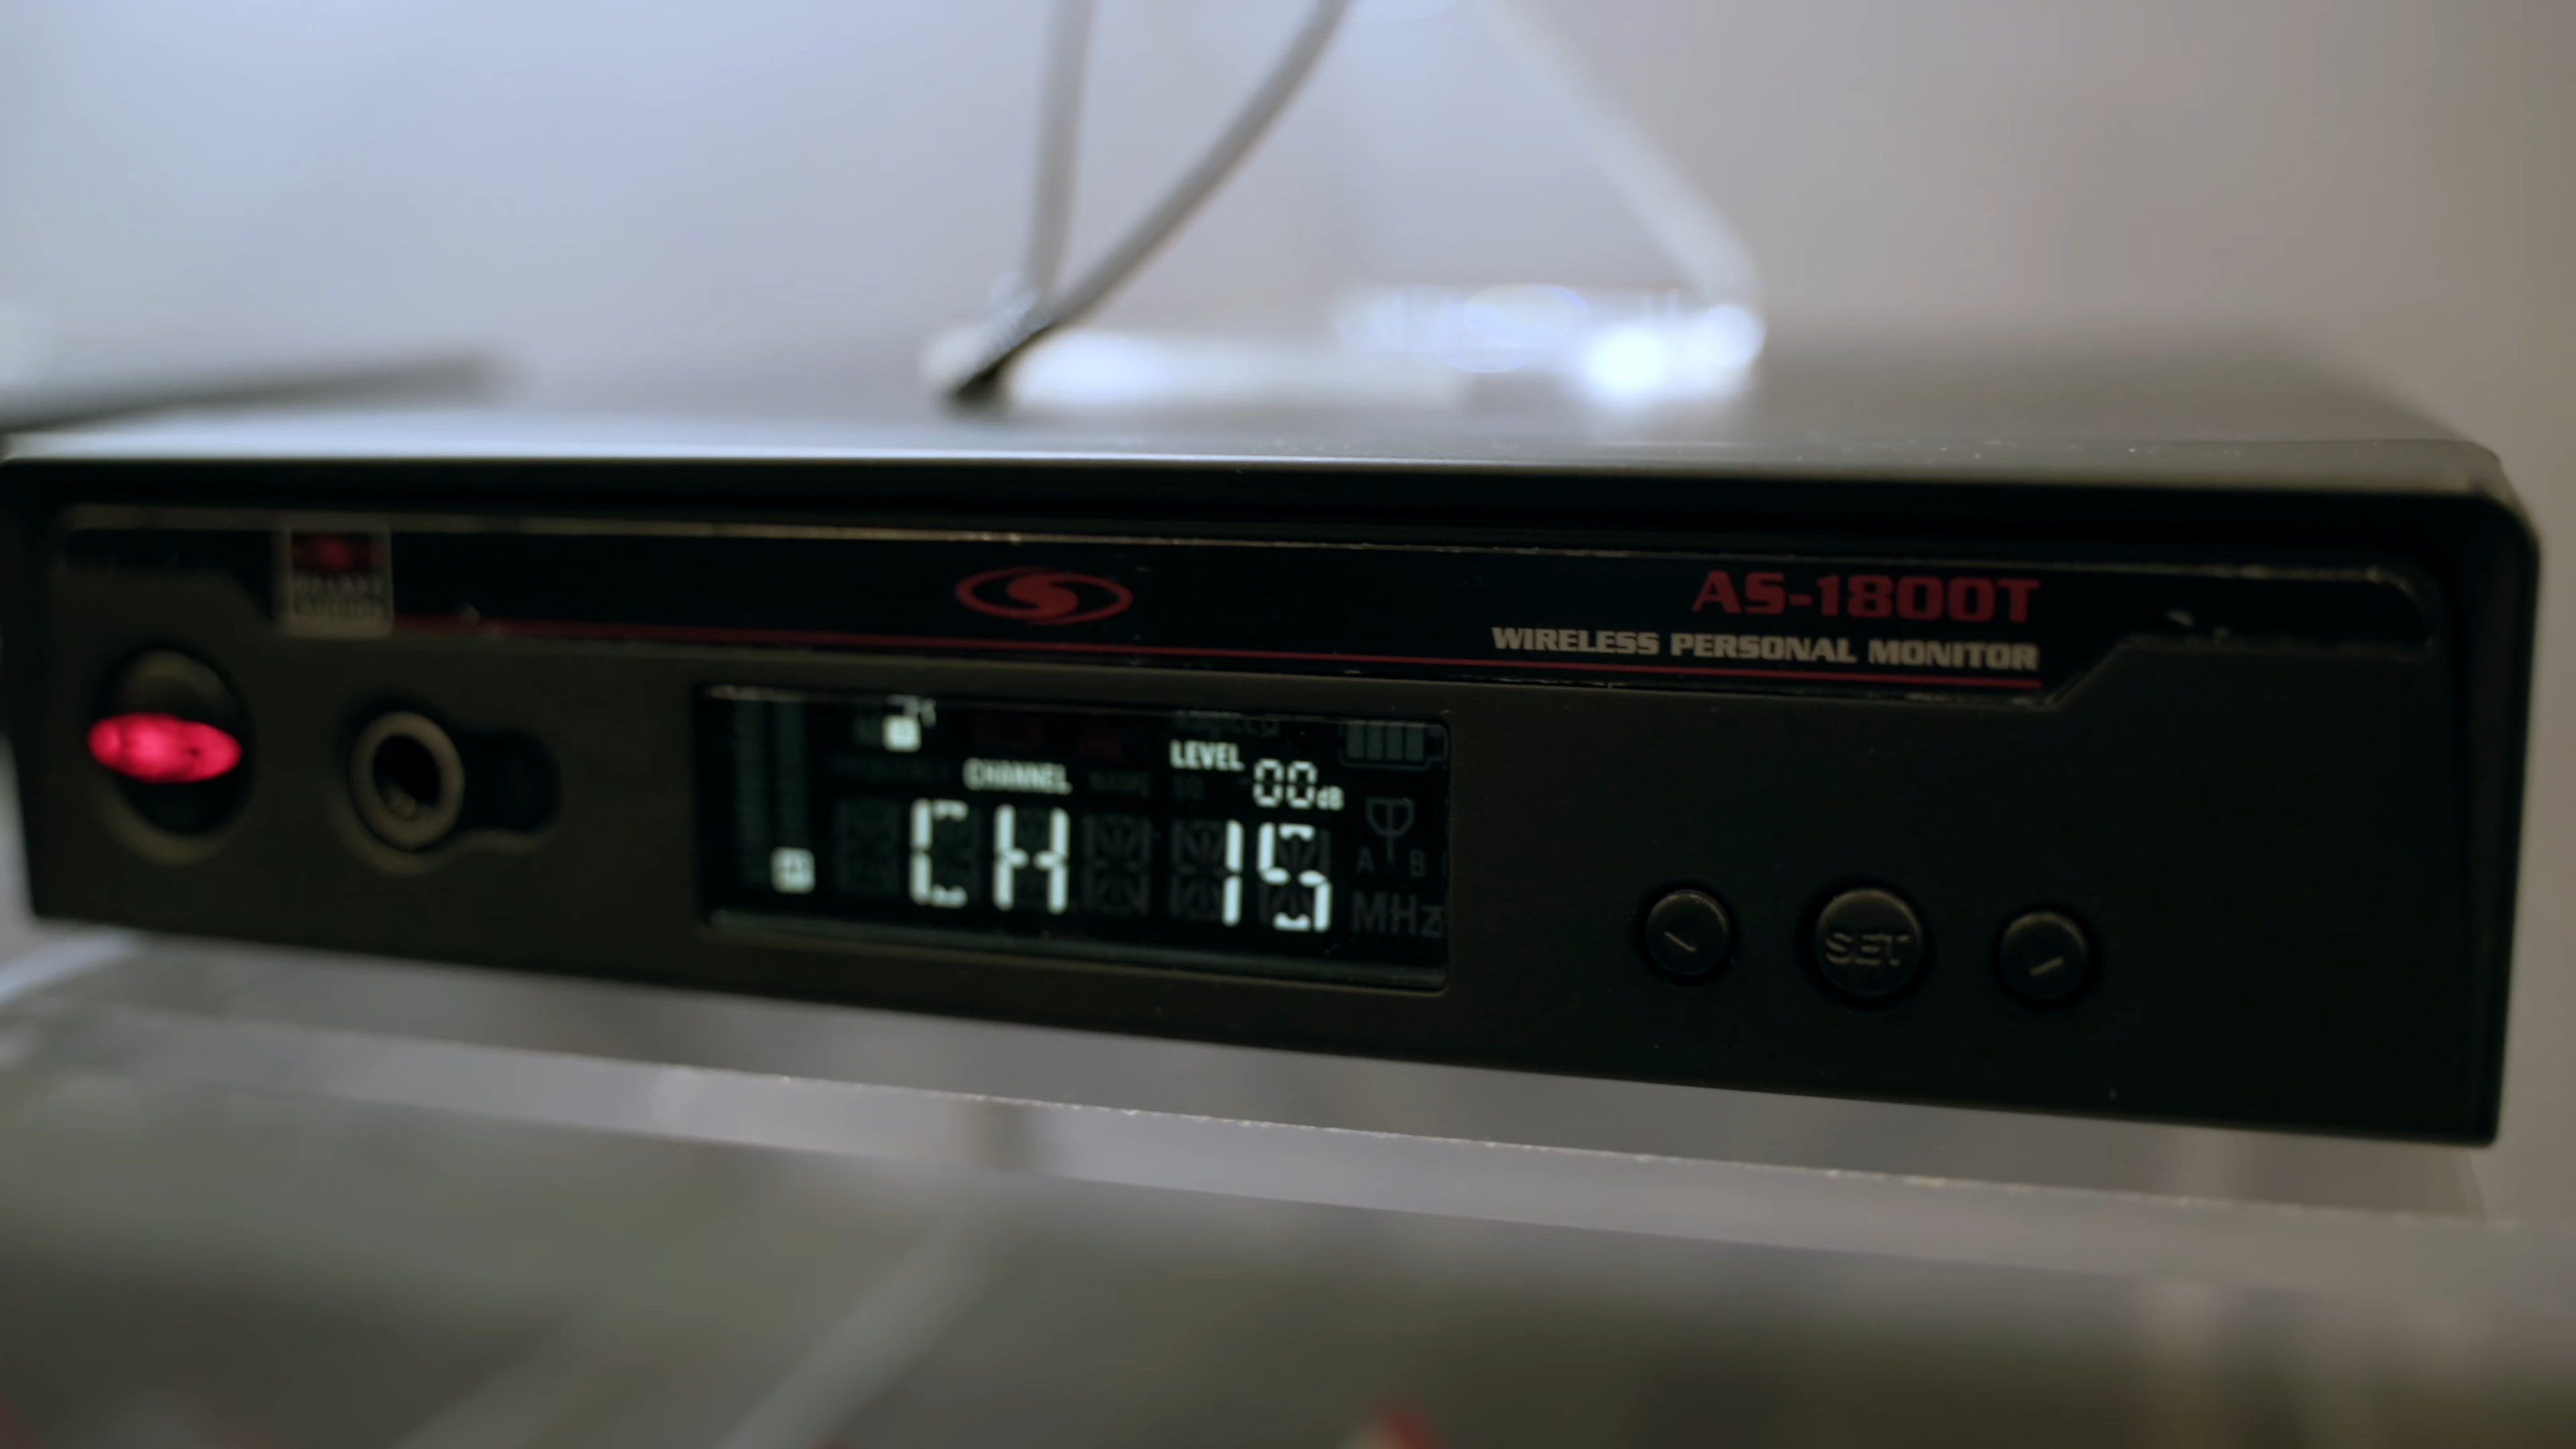 AS-1800T
WIRELESS PERSONAL MONITOR
LEVEL 00dB
CHANNEL
CH 15
A B
MHz
< SET >